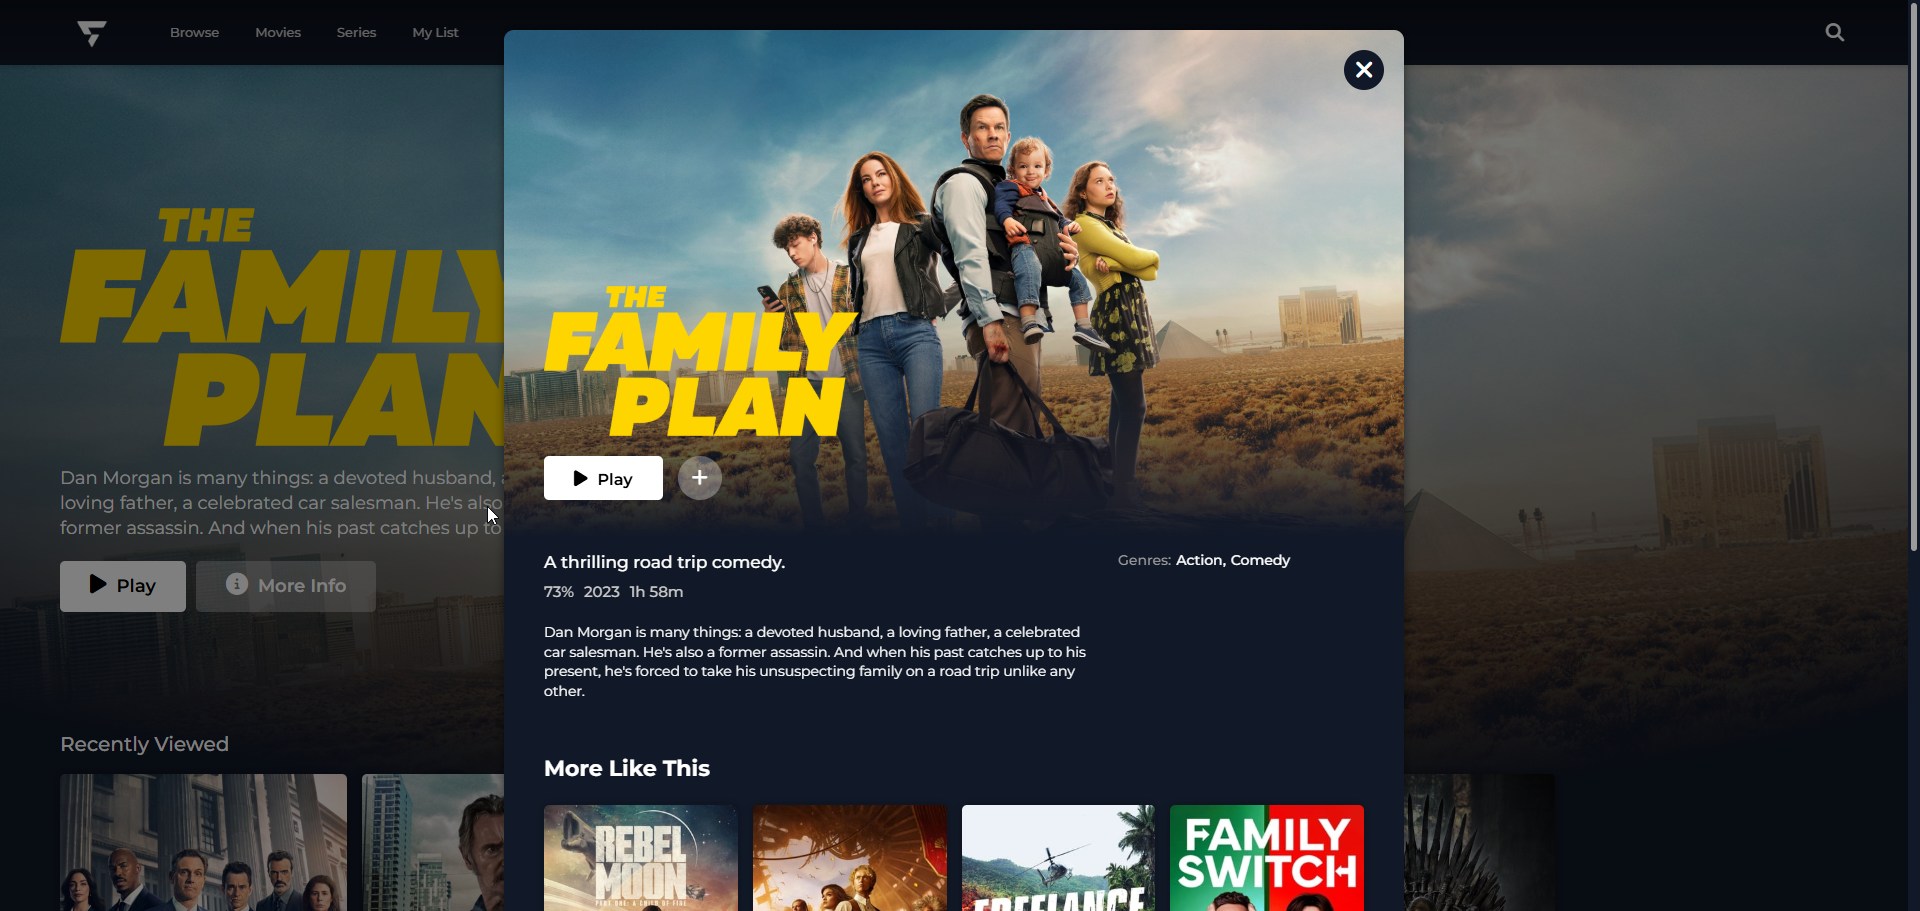 Browse
Movies
Series
My List
THE
FAMILY
PLAN
Dan Morgan is many things: a devoted husband,
loving father, a celebrated car salesman. He's also
former assassin. And when his past catches up to
Play
More Info
Recently Viewed
THE
FAMILY
PLAN
Play
A thrilling road trip comedy.
73% 2023 1h 58m
Genres: Action, Comedy
Dan Morgan is many things: a devoted husband, a loving father, a celebrated
car salesman. He's also a former assassin. And when his past catches up to his
present, he's forced to take his unsuspecting family on a road trip unlike any
other.
More Like This
REBEL
MOON
PART ONE: A CHILD OF FIRE
FREELANCE
FAMILY
SWITCH